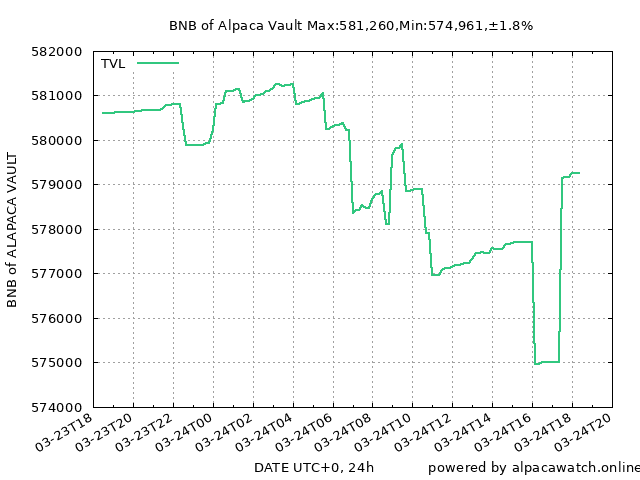 BNB of Alpaca Vault Max:581,260,Min:574,961,±1.8%
TVL
BNB of ALAPACA VAULT
582000
581000
580000
579000
578000
577000
576000
575000
574000
03-23T18
03-23T20
03-23T22
03-24T00
03-24T02
03-24T04
03-24T06
03-24T08
03-24T10
03-24T12
03-24T14
03-24T16
03-24T18
03-24T20
DATE UTC+0, 24h
powered by alpacawatch.online